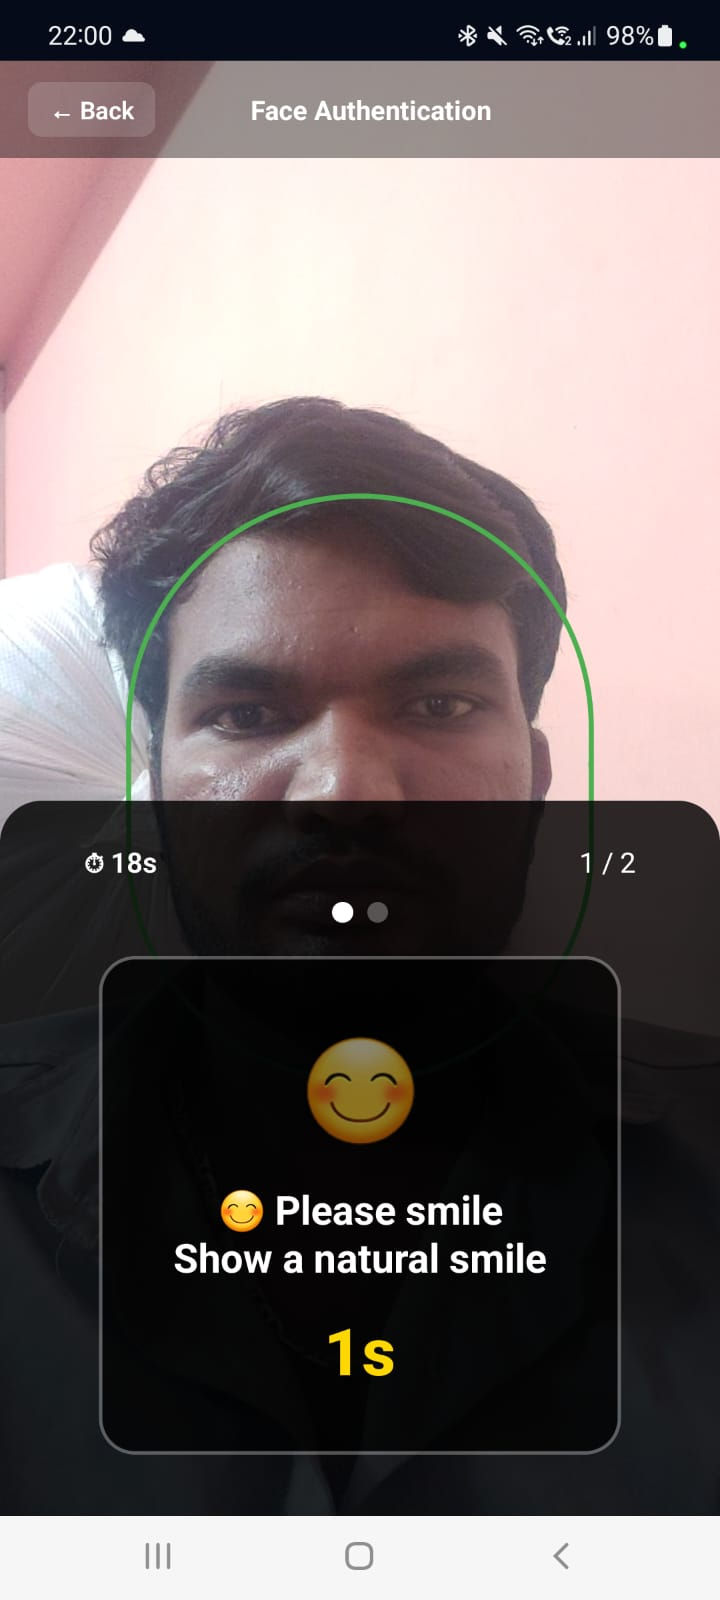 22:00
98%
← Back
Face Authentication
18s
1 / 2
😊 Please smile
Show a natural smile
1s